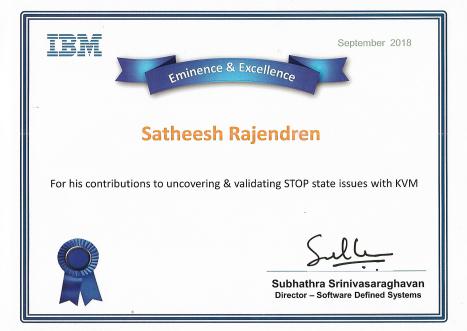 IBM
September 2018
Eminence & Excellence
Satheesh Rajendren
For his contributions to uncovering & validating STOP state issues with KVM
Subhathra Srinivasaraghavan
Director – Software Defined Systems